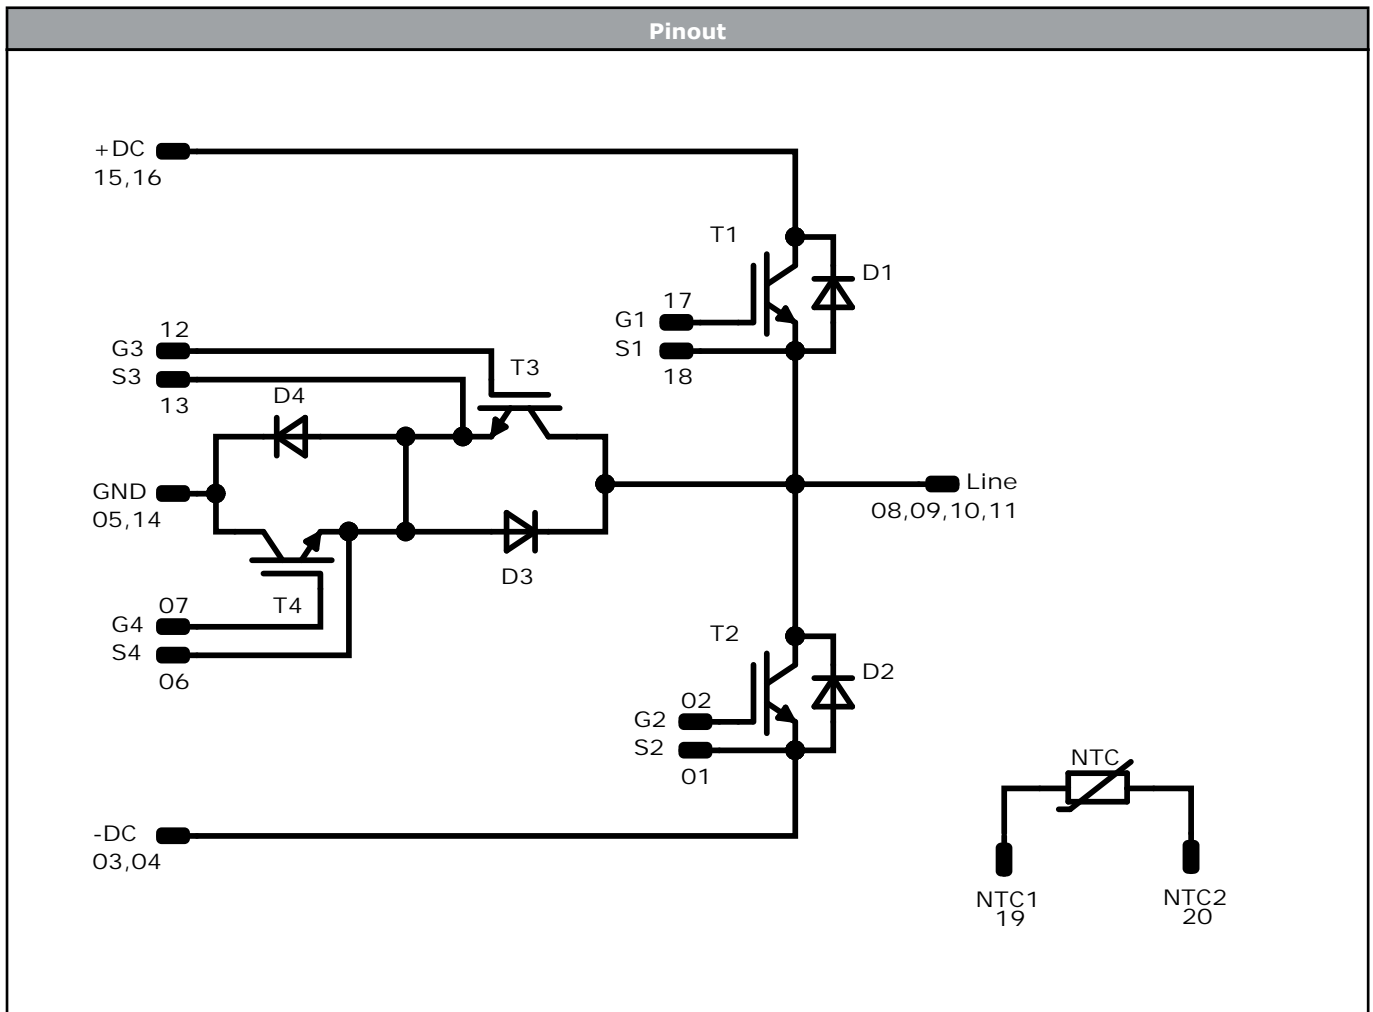 Pinout
+DC
15,16
T1
D1
17
G1
S1
18
12
G3
S3
13
T3
D4
GND
05,14
Line
08,09,10,11
D3
07
G4
S4
06
T4
T2
D2
02
G2
S2
01
-DC
03,04
NTC
NTC1
19
NTC2
20